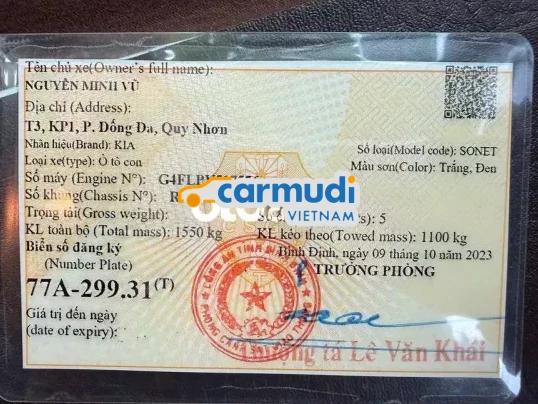 Tên chủ xe(Owner's full name):
NGUYỄN MINH VŨ
Địa chỉ (Address):
T3, KP1, P. Đống Đa, Quy Nhơn
Nhãn hiệu(Brand): KIA
Số loại(Model code): SONET
Loại xe(type): Ô tô con
Màu sơn(Color): Trắng, Đen
Số máy (Engine N°): G4FLP
Số khung(Chassis N°): R
carmudi
VIETNAM
Trọng tải(Gross weight):
5
KL toàn bộ (Total mass): 1550 kg
KL kéo theo(Towed mass): 1100 kg
Biển số đăng ký
(Number Plate)
Bình Định, ngày 09 tháng 10 năm 2023
TRƯỞNG PHÒNG
77A-299.31(T)
Giá trị đến ngày
(date of expiry):
tá Lê Văn Khải